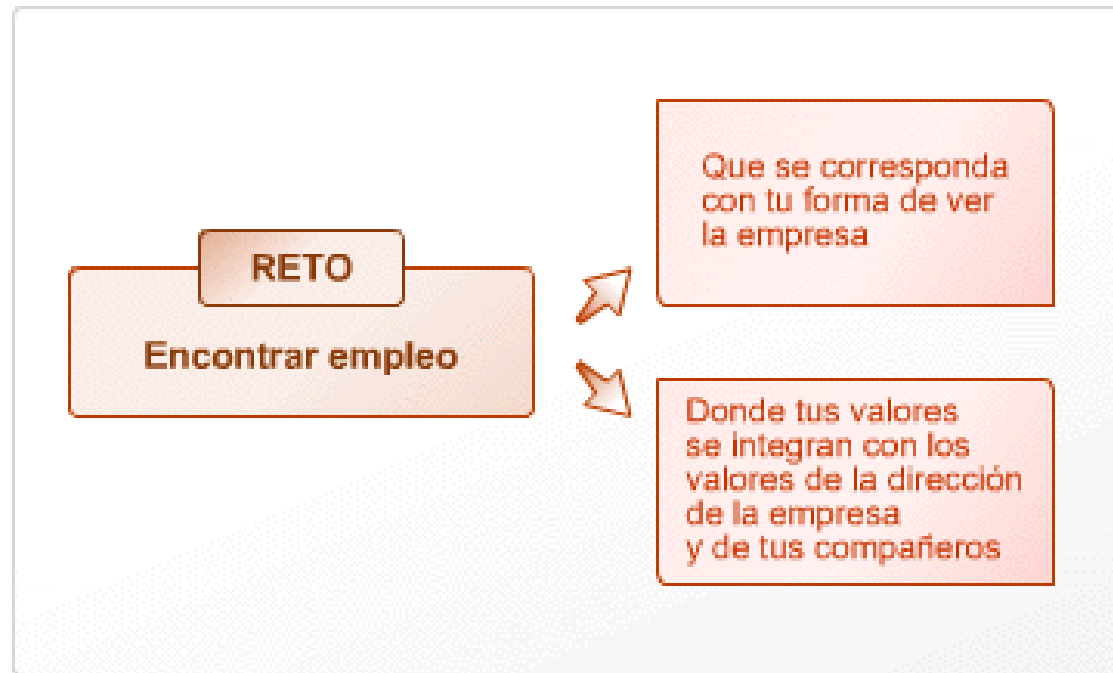 RETO
Encontrar empleo
Que se corresponda
con tu forma de ver
la empresa
Donde tus valores
se integran con los
valores de la dirección
de la empresa
y de tus compañeros